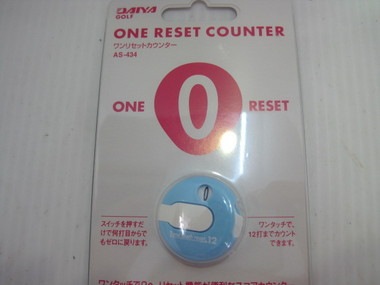 DAIYA
GOLF
ONE RESET COUNTER
ワンリセットカウンター
AS-434
ONE 0 RESET
0
12
スイッチを押すだ
けで何打目からで
もゼロに戻ります。
ワンタッチで、
12打までカウント
できます。